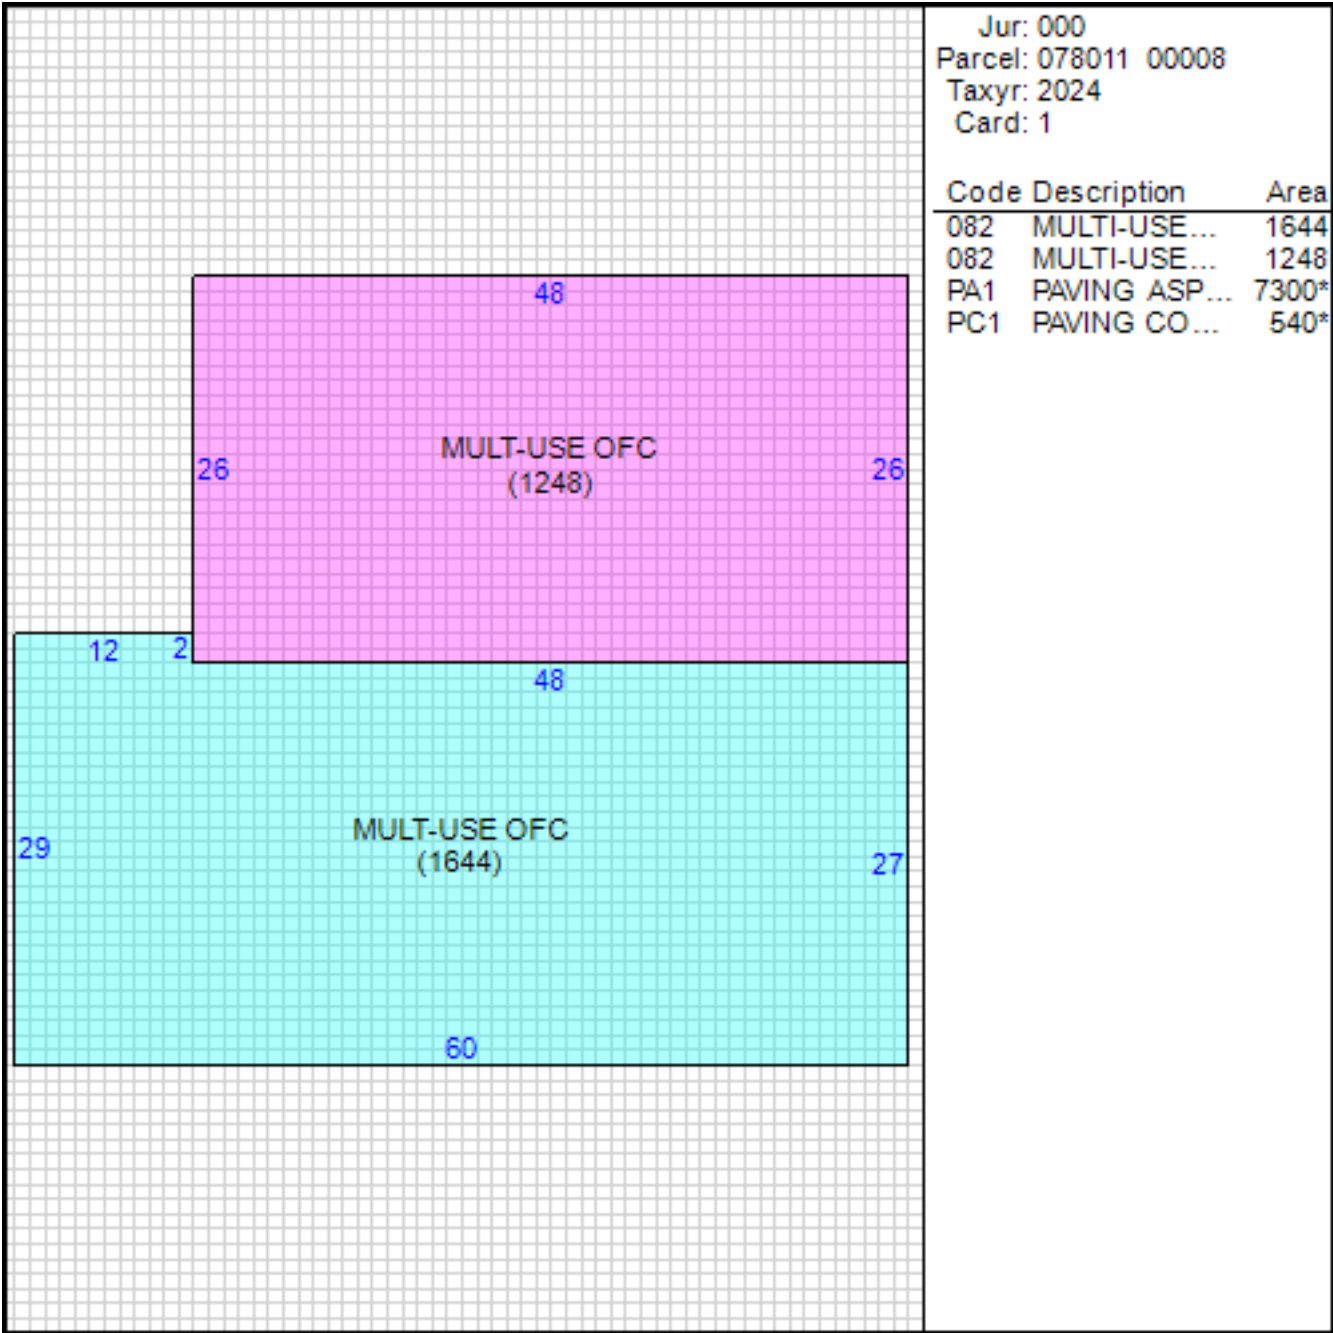 Jur: 000
Parcel: 078011 00008
Taxyr: 2024
Card: 1
Code Description Area
082 MULTI-USE... 1644
082 MULTI-USE... 1248
PA1 PAVING ASP... 7300*
PC1 PAVING CO... 540*
48
MULT-USE OFC
(1248)
26 26
12 2
48
MULT-USE OFC
(1644)
29 27
60